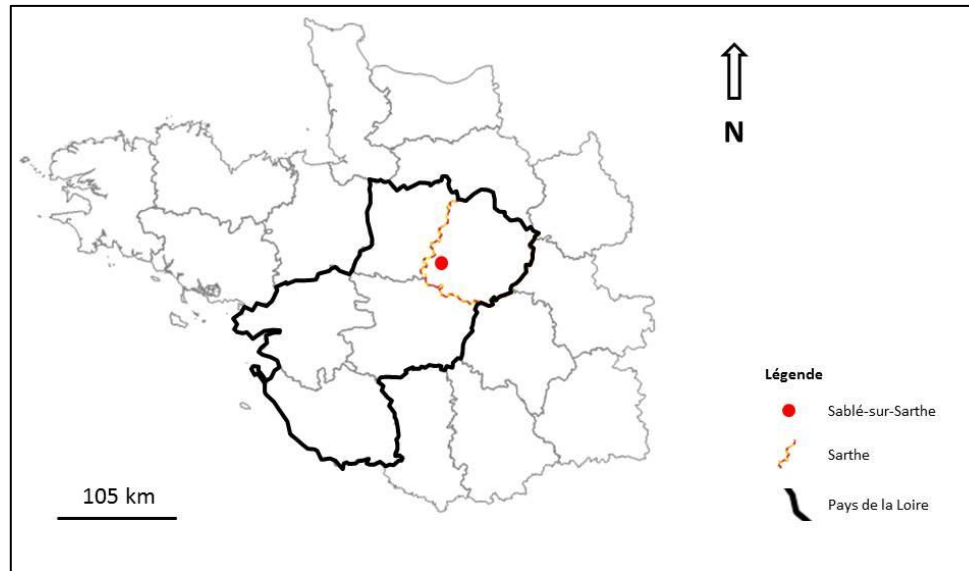 N
Légende
Sablé-sur-Sarthe
Sarthe
Pays de la Loire
105 km